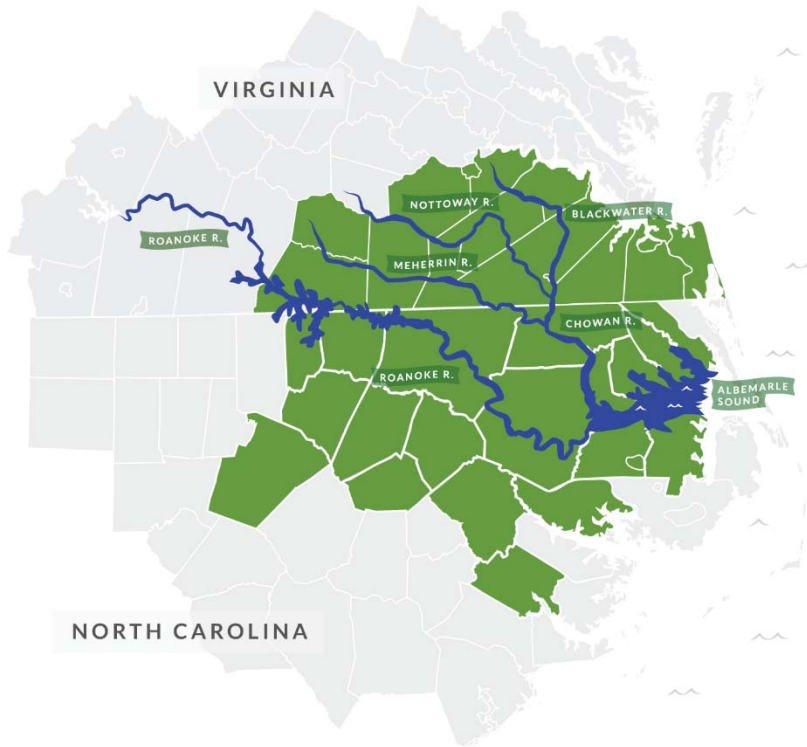 VIRGINIA
NOTTOWAY R.
BLACKWATER R.
ROANOKE R.
MEHERRIN R.
CHOWAN R.
ROANOKE R.
ALBEMARLE
SOUND
NORTH CAROLINA